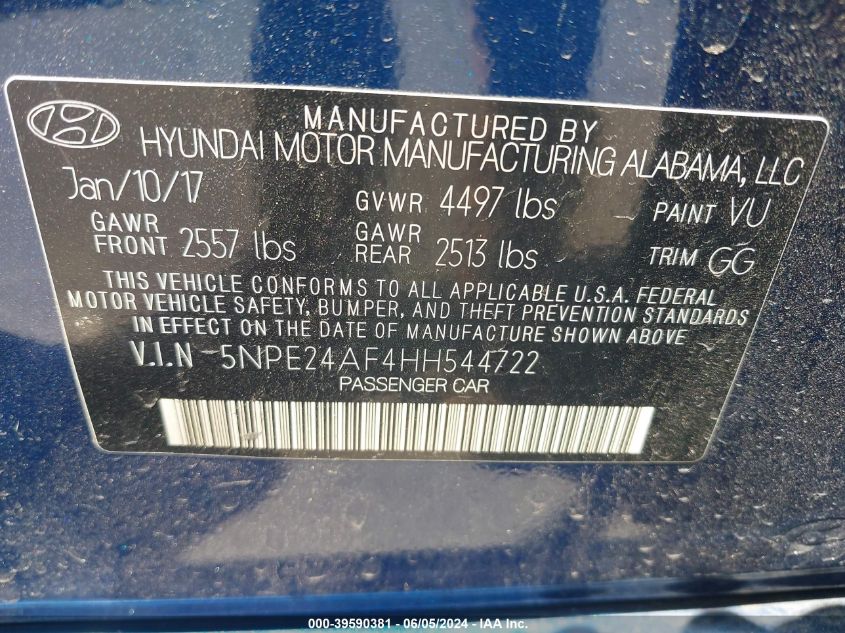 MANUFACTURED BY
HYUNDAI MOTOR MANUFACTURING ALABAMA, LLC
Jan/10/17 GVWR 4497 lbs PAINT VU
GAWR FRONT 2557 lbs GAWR REAR 2513 lbs TRIM GG
THIS VEHICLE CONFORMS TO ALL APPLICABLE U.S.A. FEDERAL
MOTOR VEHICLE SAFETY, BUMPER, AND THEFT PREVENTION STANDARDS
IN EFFECT ON THE DATE OF MANUFACTURE SHOWN ABOVE
V.I.N 5NPE24AF4HH544722
PASSENGER CAR
000-39590381 - 06/05/2024 - IAA Inc.